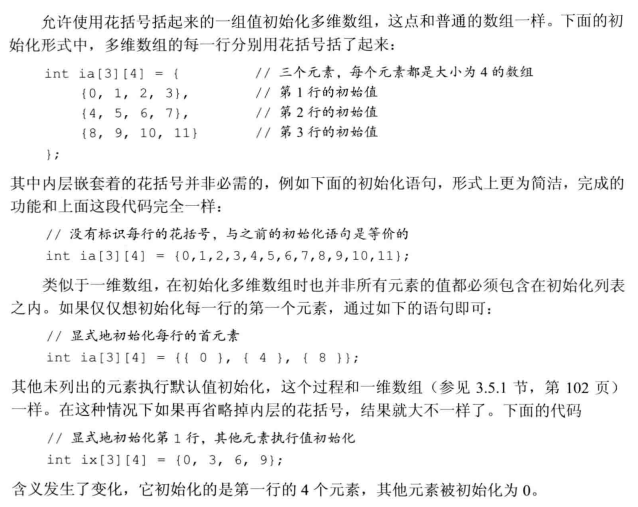 允许使用花括号括起来的一组值初始化多维数组，这点和普通的数组一样。下面的初
始化形式中，多维数组的每一行分别用花括号括了起来：
int ia[3][4] = {    // 三个元素，每个元素都是大小为 4 的数组
{0, 1, 2, 3},    // 第 1 行的初始值
{4, 5, 6, 7},    // 第 2 行的初始值
{8, 9, 10, 11}    // 第 3 行的初始值
};
其中内层嵌套着的花括号并非必需的，例如下面的初始化语句，形式上更为简洁，完成的
功能和上面这段代码完全一样：
// 没有标识每行的花括号，与之前的初始化语句是等价的
int ia[3][4] = {0,1,2,3,4,5,6,7,8,9,10,11};
类似于一维数组，在初始化多维数组时也并非所有元素的值都必须包含在初始化列表
之内。如果仅仅想初始化每一行的第一个元素，通过如下的语句即可：
// 显式地初始化每行的首元素
int ia[3][4] = {{ 0 }, { 4 }, { 8 }};
其他未列出的元素执行默认值初始化，这个过程和一维数组（参见 3.5.1 节，第 102 页）
一样。在这种情况下如果再省略掉内层的花括号，结果就大不一样了。下面的代码
// 显式地初始化第 1 行，其他元素执行值初始化
int ix[3][4] = {0, 3, 6, 9};
含义发生了变化，它初始化的是第一行的 4 个元素，其他元素被初始化为 0。